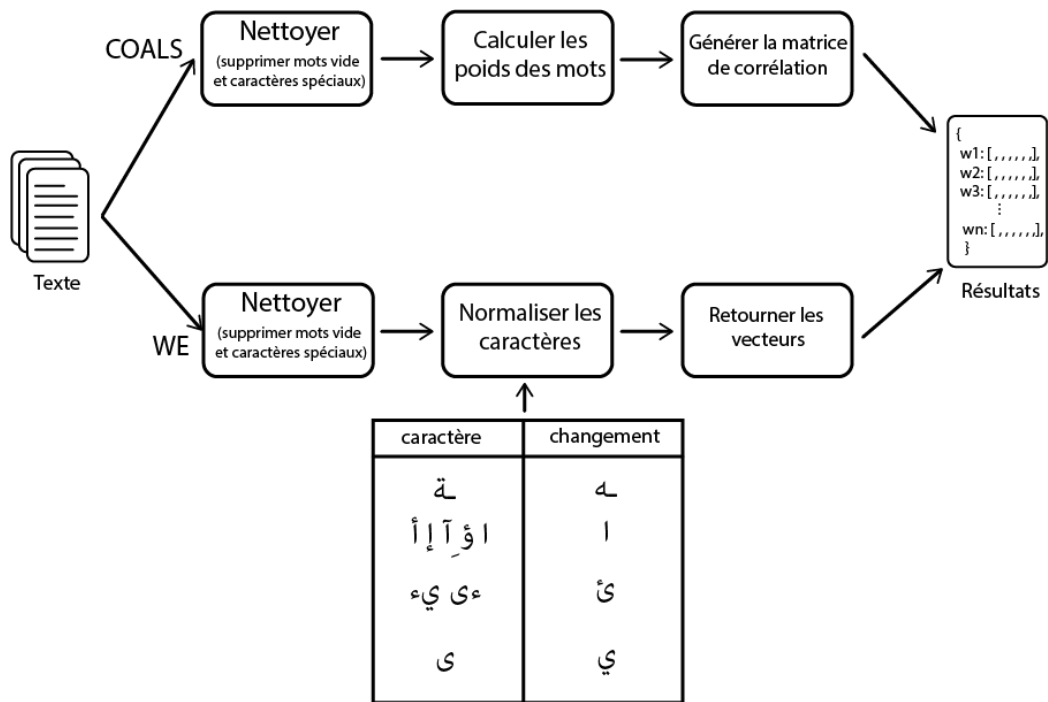 COALS
Nettoyer
(supprimer mots vide
et caractères spéciaux)
Calculer les
poids des mots
Générer la matrice
de corrélation
Texte
{
w1: [ , , , , , ,],
w2: [ , , , , , ,],
w3: [ , , , , , ,],
⋮
wn: [ , , , , , ,],
}
Résultats
WE
Nettoyer
(supprimer mots vide
et caractères spéciaux)
Normaliser les
caractères
Retourner les
vecteurs
caractère changement
ـة ـه
ا ؤ ِ آ إ أ ا
ءى يء ئ
ى ي